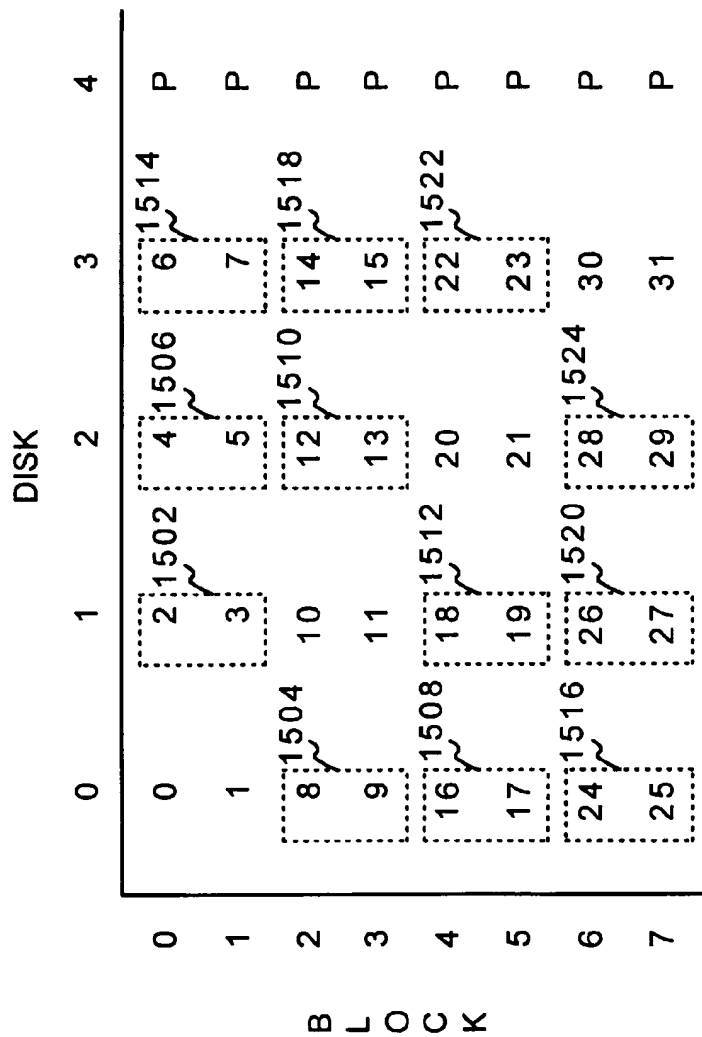 DISK
0 1 2 3 4
1502 1506 1514
0 0 2 4 6 P
1 1 3 5 7 P
1504 1510 1518
2 8 10 12 14 P
3 9 11 13 15 P
1508 1512 1522
4 16 18 20 22 P
5 17 19 21 23 P
1516 1520 1524
6 24 26 28 30 P
7 25 27 29 31 P
BLOCK